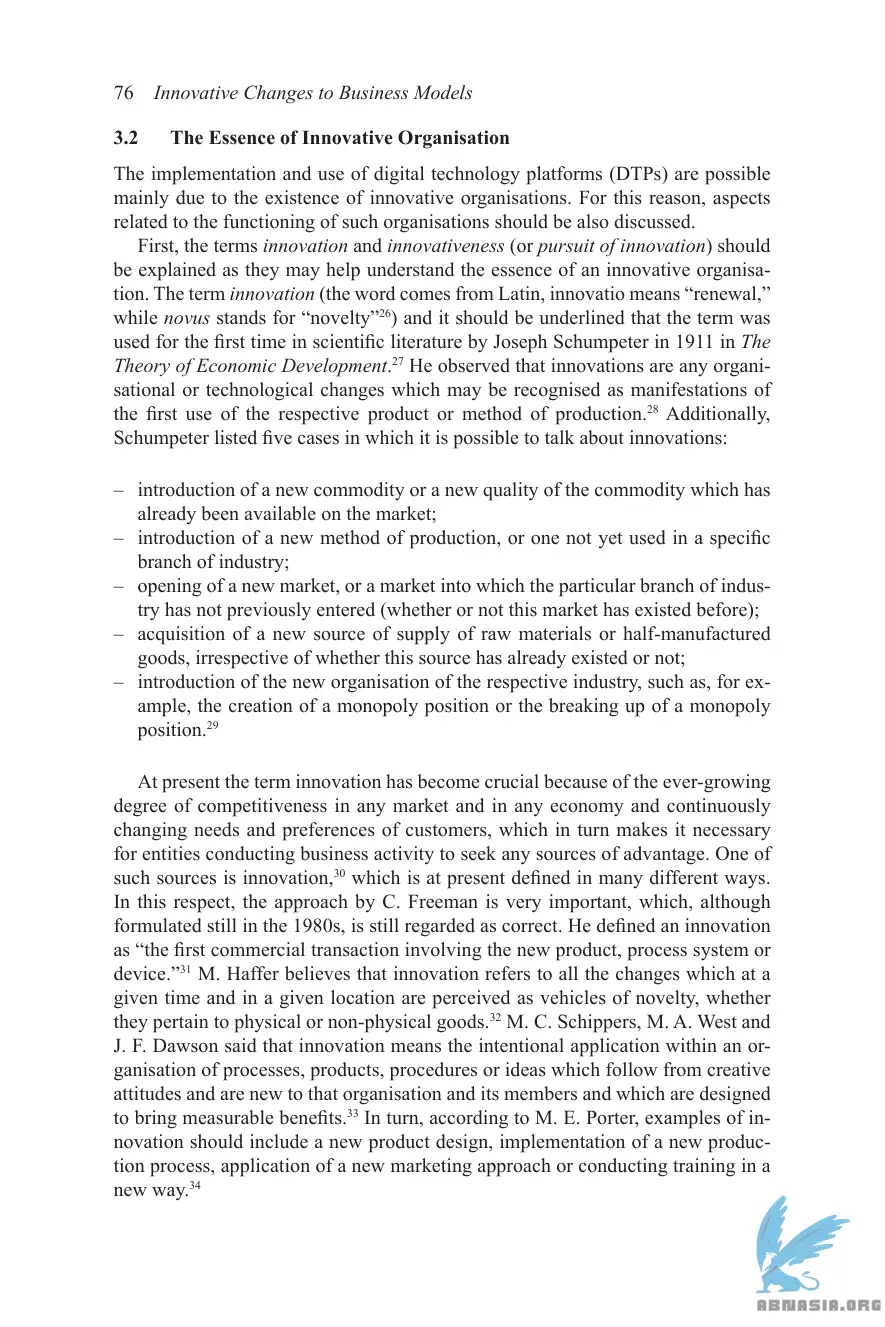 76 Innovative Changes to Business Models
3.2 The Essence of Innovative Organisation
The implementation and use of digital technology platforms (DTPs) are possible
mainly due to the existence of innovative organisations. For this reason, aspects
related to the functioning of such organisations should be also discussed.
First, the terms innovation and innovativeness (or pursuit of innovation) should
be explained as they may help understand the essence of an innovative organisa-
tion. The term innovation (the word comes from Latin, innovatio means “renewal,”
while novus stands for “novelty”26) and it should be underlined that the term was
used for the first time in scientific literature by Joseph Schumpeter in 1911 in The
Theory of Economic Development.27 He observed that innovations are any organi-
sational or technological changes which may be recognised as manifestations of
the first use of the respective product or method of production.28 Additionally,
Schumpeter listed five cases in which it is possible to talk about innovations:
– introduction of a new commodity or a new quality of the commodity which has
already been available on the market;
– introduction of a new method of production, or one not yet used in a specific
branch of industry;
– opening of a new market, or a market into which the particular branch of indus-
try has not previously entered (whether or not this market has existed before);
– acquisition of a new source of supply of raw materials or half-manufactured
goods, irrespective of whether this source has already existed or not;
– introduction of the new organisation of the respective industry, such as, for ex-
ample, the creation of a monopoly position or the breaking up of a monopoly
position.29
At present the term innovation has become crucial because of the ever-growing
degree of competitiveness in any market and in any economy and continuously
changing needs and preferences of customers, which in turn makes it necessary
for entities conducting business activity to seek any sources of advantage. One of
such sources is innovation,30 which is at present defined in many different ways.
In this respect, the approach by C. Freeman is very important, which, although
formulated still in the 1980s, is still regarded as correct. He defined an innovation
as “the first commercial transaction involving the new product, process system or
device.”31 M. Haffer believes that innovation refers to all the changes which at a
given time and in a given location are perceived as vehicles of novelty, whether
they pertain to physical or non-physical goods.32 M. C. Schippers, M. A. West and
J. F. Dawson said that innovation means the intentional application within an or-
ganisation of processes, products, procedures or ideas which follow from creative
attitudes and are new to that organisation and its members and which are designed
to bring measurable benefits.33 In turn, according to M. E. Porter, examples of in-
novation should include a new product design, implementation of a new produc-
tion process, application of a new marketing approach or conducting training in a
new way.34
ABNASIA.ORG